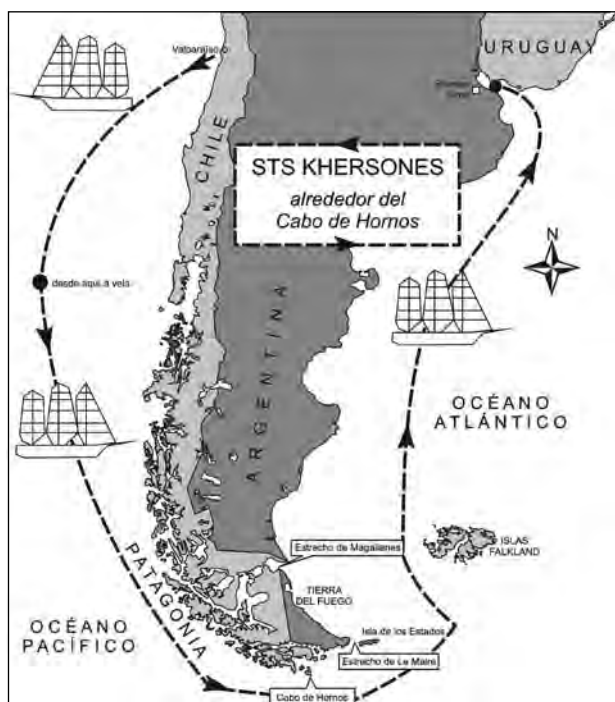 URUGUAY
Valparaíso
Buenos Aires
CHILE
STS KHERSONES
alrededor del
Cabo de Hornos
N
desde aquí a vela
ARGENTINA
OCÉANO
ATLÁNTICO
Estrecho de Magallanes
ISLAS
FALKLAND
TIERRA
DEL FUEGO
PATAGONIA
OCÉANO
PACÍFICO
Isla de los Estados
Estrecho de Le Maire
Cabo de Hornos